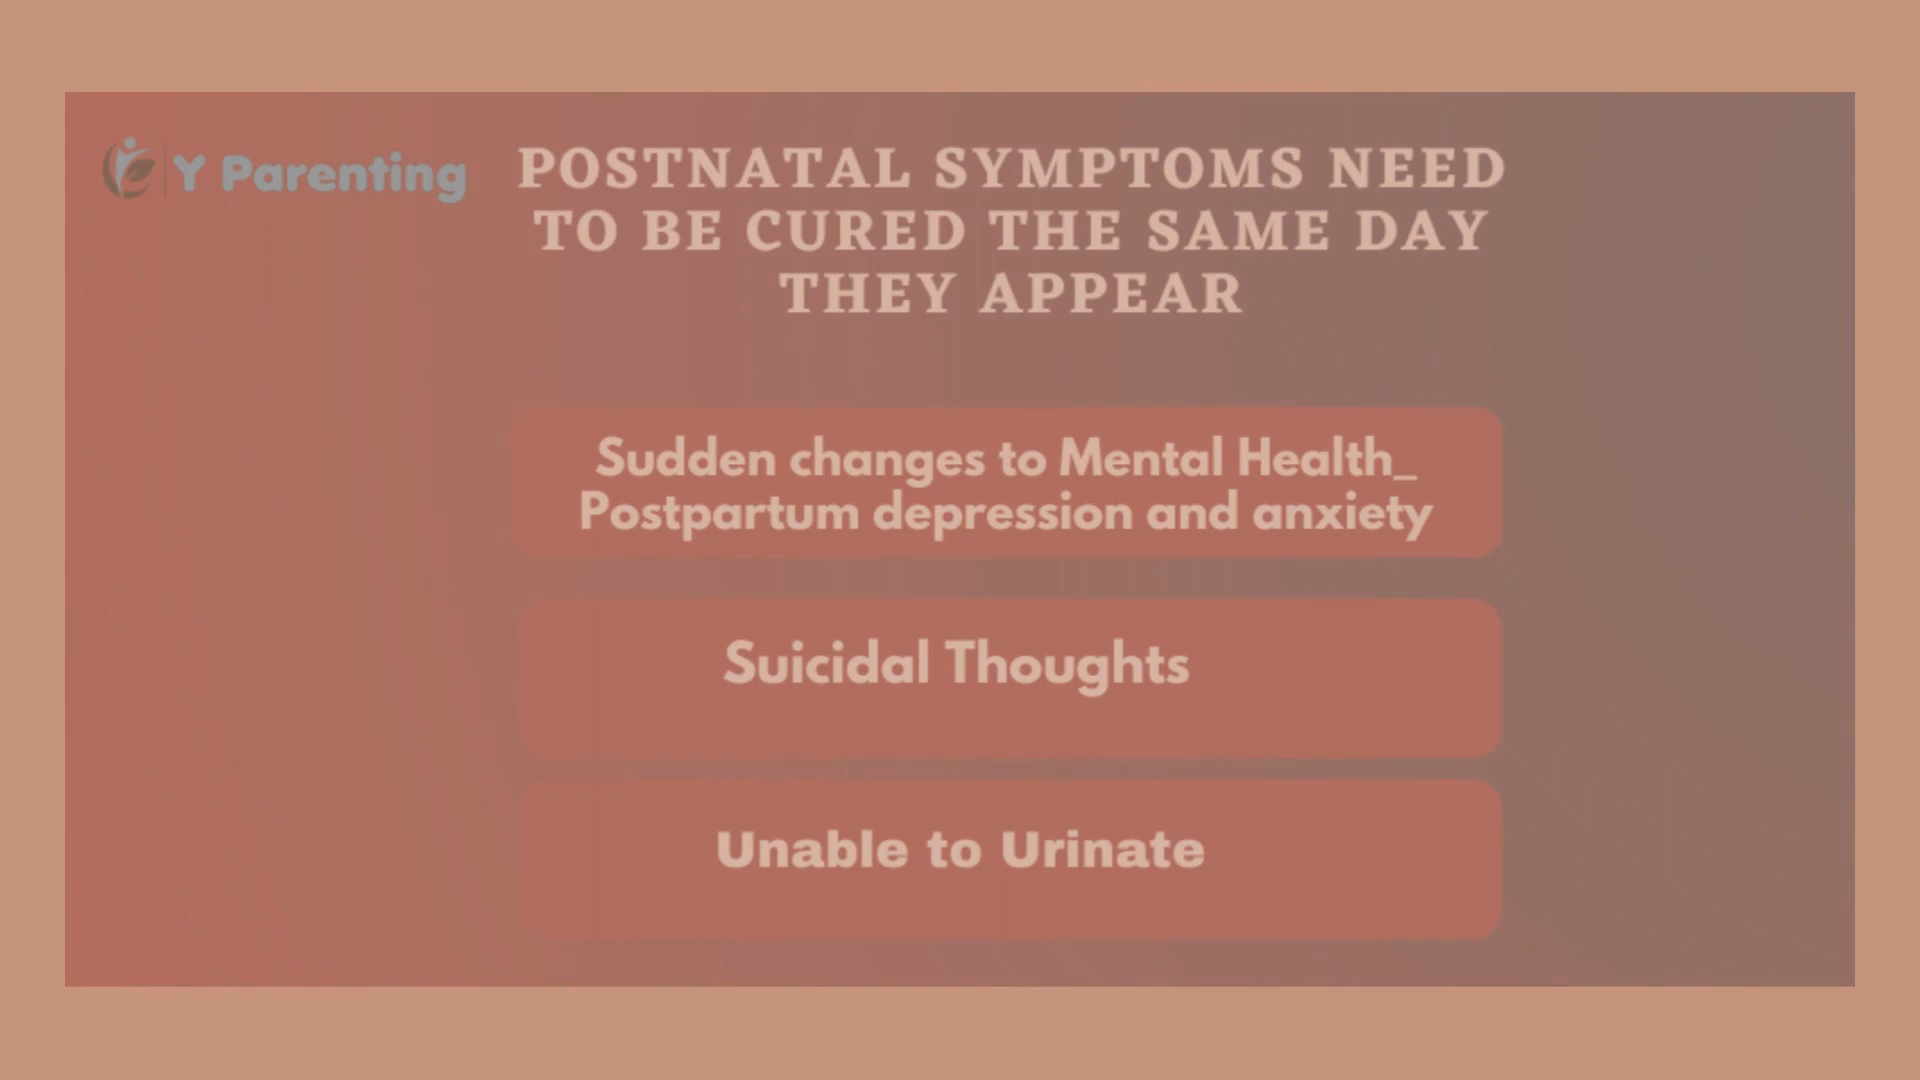 Y Parenting
POSTNATAL SYMPTOMS NEED
TO BE CURED THE SAME DAY
THEY APPEAR
Sudden changes to Mental Health_
Postpartum depression and anxiety
Suicidal Thoughts
Unable to Urinate